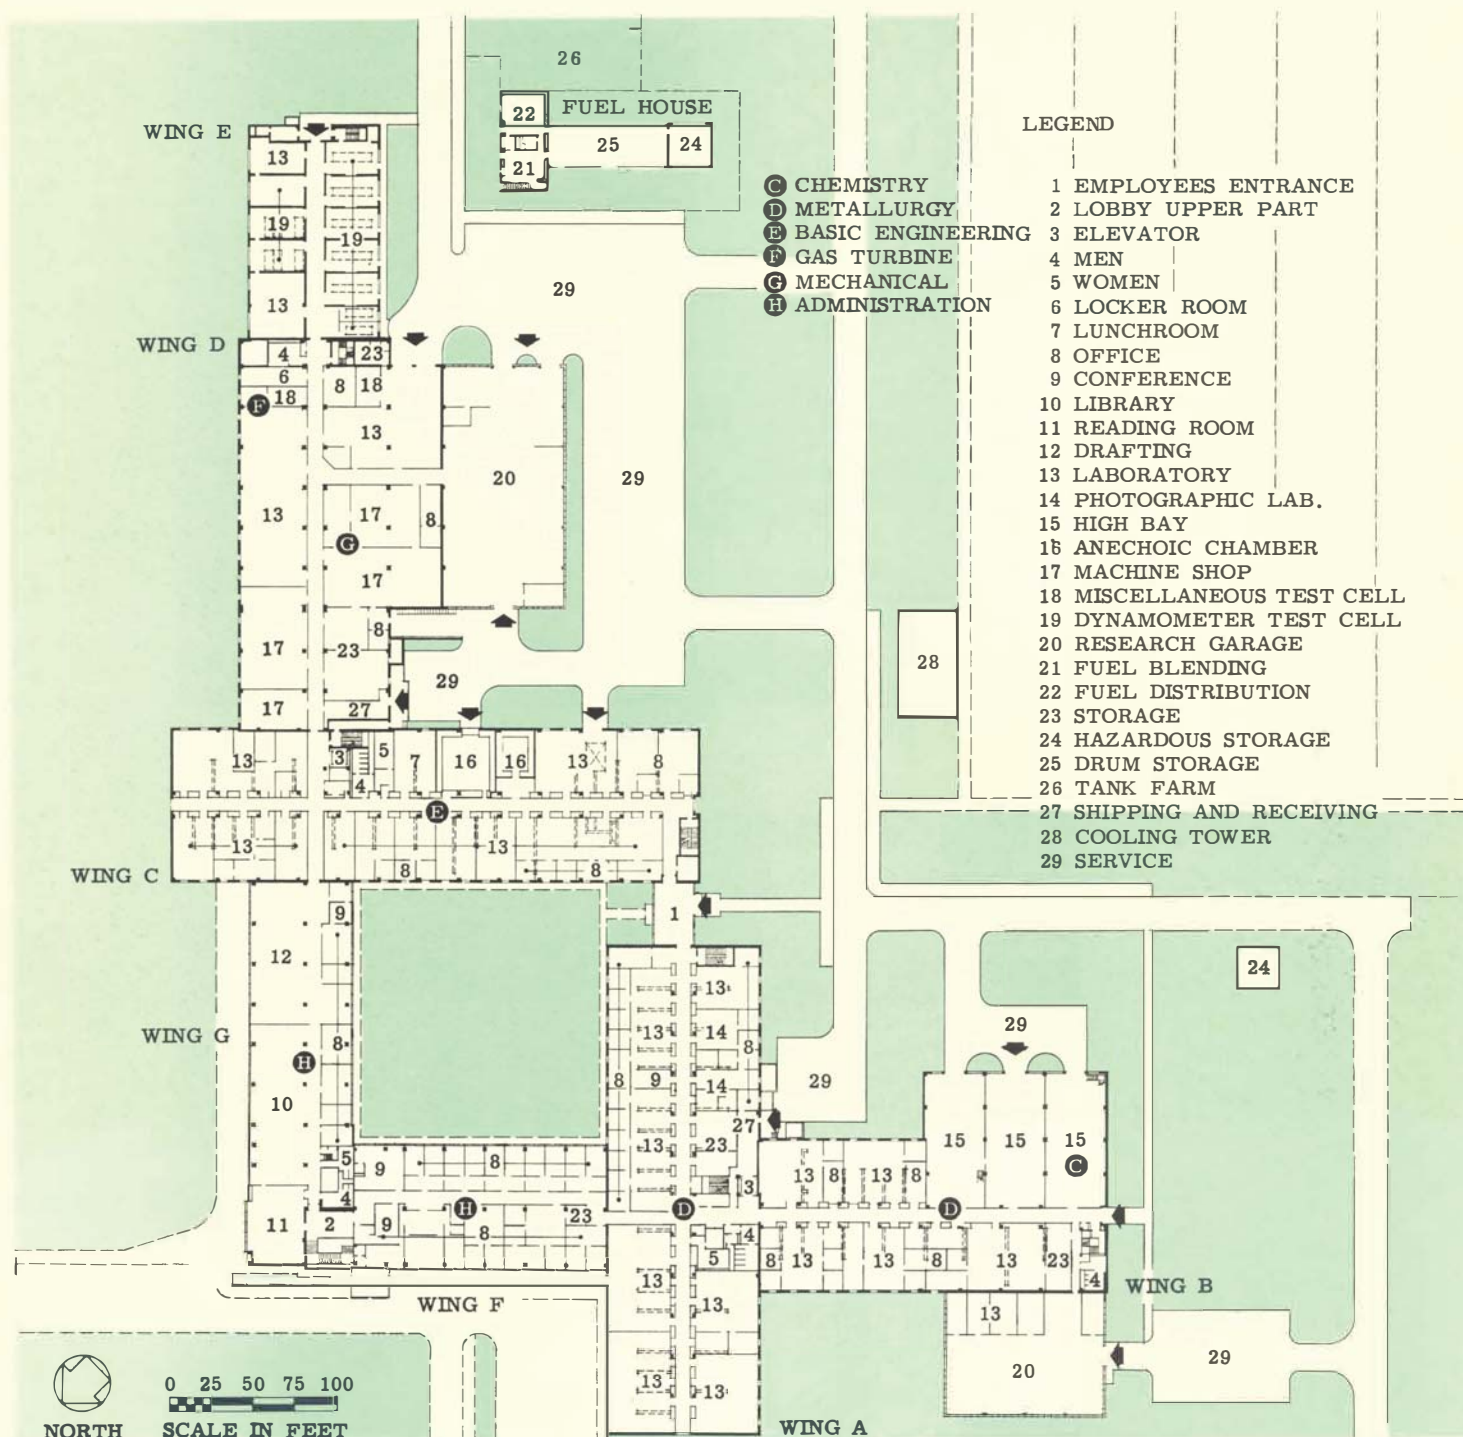 26
22 FUEL HOUSE
25 24
21
WING E
13
19
19
13
29
WING D
4 23
6 8 18
F 18
13
20
29
13 17 8
G
17
8
17 23
28
29
17 27
13 3 5 7 16 16 13 8
4
E
13 13
8 8
WING C
9
1
12
24
13
29
WING G
13 14
8 8
H
8 9 14
29
10
27
15 15 15
13 23
C
5 9 8
13 8 13 8
3
4
H D D
11 2 9 8 23
4
5 8 13 13 8 13 23
4
13
WING B
WING F
13
13
20
29
13 13
WING A
LEGEND
C CHEMISTRY
D METALLURGY
E BASIC ENGINEERING
F GAS TURBINE
G MECHANICAL
H ADMINISTRATION
1 EMPLOYEES ENTRANCE
2 LOBBY UPPER PART
3 ELEVATOR
4 MEN
5 WOMEN
6 LOCKER ROOM
7 LUNCHROOM
8 OFFICE
9 CONFERENCE
10 LIBRARY
11 READING ROOM
12 DRAFTING
13 LABORATORY
14 PHOTOGRAPHIC LAB.
15 HIGH BAY
16 ANECHOIC CHAMBER
17 MACHINE SHOP
18 MISCELLANEOUS TEST CELL
19 DYNAMOMETER TEST CELL
20 RESEARCH GARAGE
21 FUEL BLENDING
22 FUEL DISTRIBUTION
23 STORAGE
24 HAZARDOUS STORAGE
25 DRUM STORAGE
26 TANK FARM
27 SHIPPING AND RECEIVING
28 COOLING TOWER
29 SERVICE
0 25 50 75 100
NORTH SCALE IN FEET